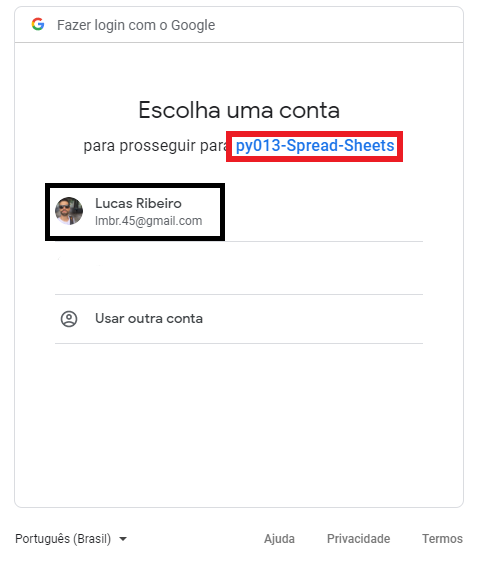 Fazer login com o Google
Escolha uma conta
para prosseguir para py013-Spread-Sheets
Lucas Ribeiro
lmbr.45@gmail.com
Usar outra conta
Português (Brasil)
Ajuda Privacidade Termos